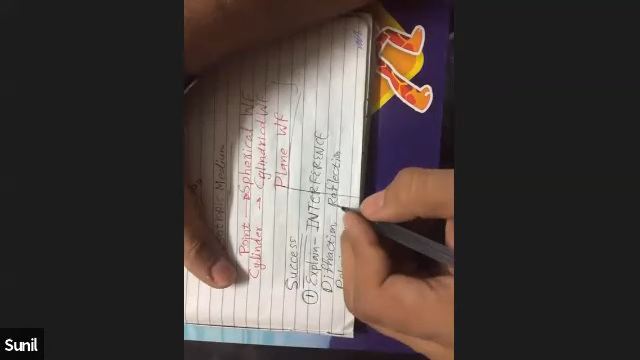 Medium
Point → Spherical WF
Cylinder → Cylindrical WF
Plane WF
Success
① Explain- INTERFERENCE
Diffraction Reflection
Sunil